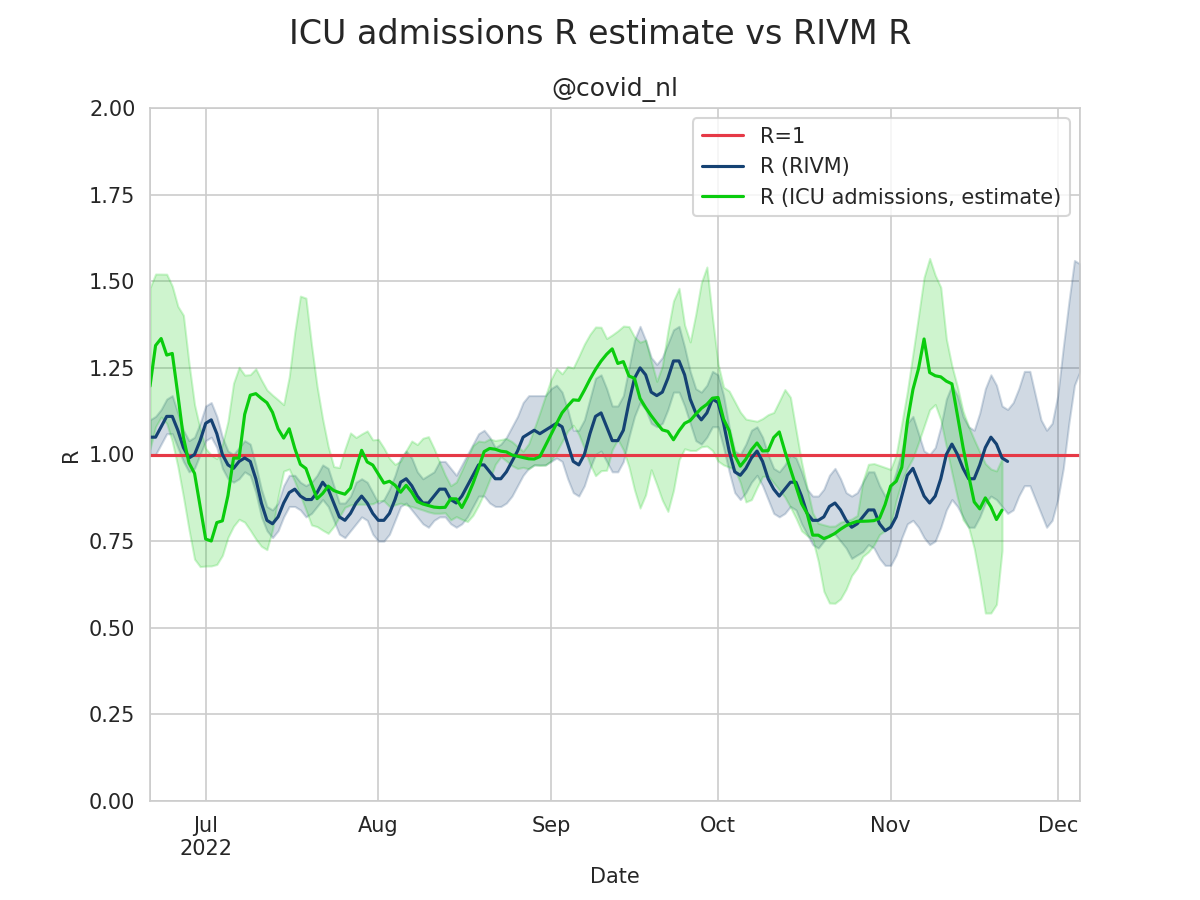 ICU admissions R estimate vs RIVM R
@covid_nl
R=1
R (RIVM)
R (ICU admissions, estimate)
2.00
1.75
1.50
1.25
1.00
0.75
0.50
0.25
0.00
R
Jul
2022
Aug
Sep
Oct
Nov
Dec
Date